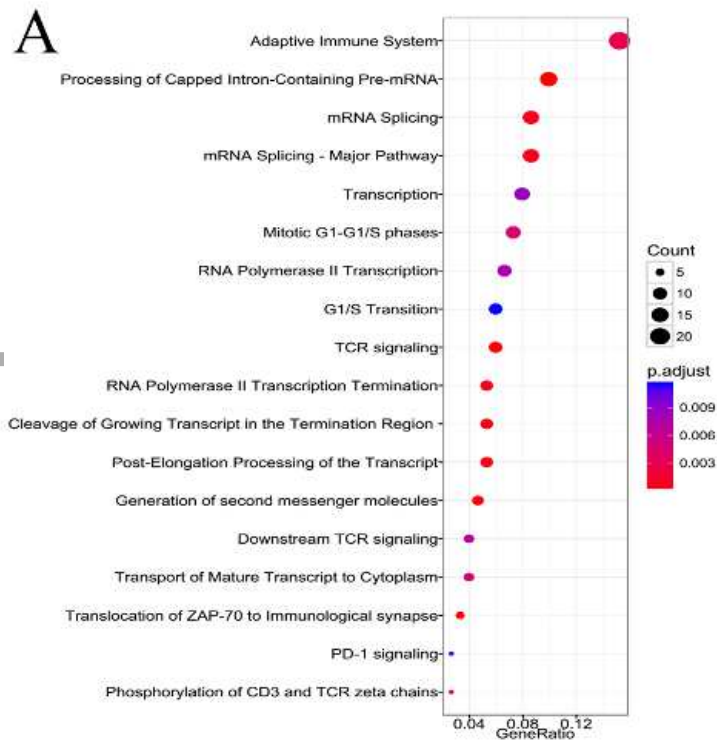 A
Adaptive Immune System
Processing of Capped Intron-Containing Pre-mRNA
mRNA Splicing
mRNA Splicing - Major Pathway
Transcription
Mitotic G1-G1/S phases
RNA Polymerase II Transcription
G1/S Transition
TCR signaling
RNA Polymerase II Transcription Termination
Cleavage of Growing Transcript in the Termination Region
Post-Elongation Processing of the Transcript
Generation of second messenger molecules
Downstream TCR signaling
Transport of Mature Transcript to Cytoplasm
Translocation of ZAP-70 to Immunological synapse
PD-1 signaling
Phosphorylation of CD3 and TCR zeta chains
0.04 0.08 0.12
GeneRatio
Count
5
10
15
20
p.adjust
0.009
0.006
0.003